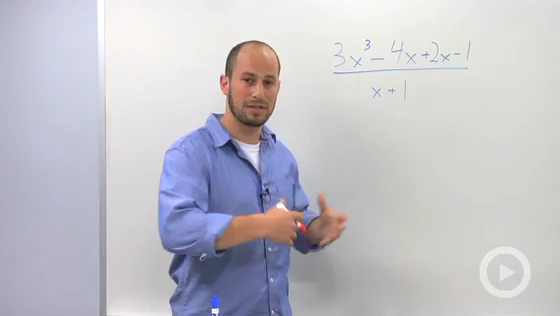 3x³ - 4x + 2x - 1
x + 1